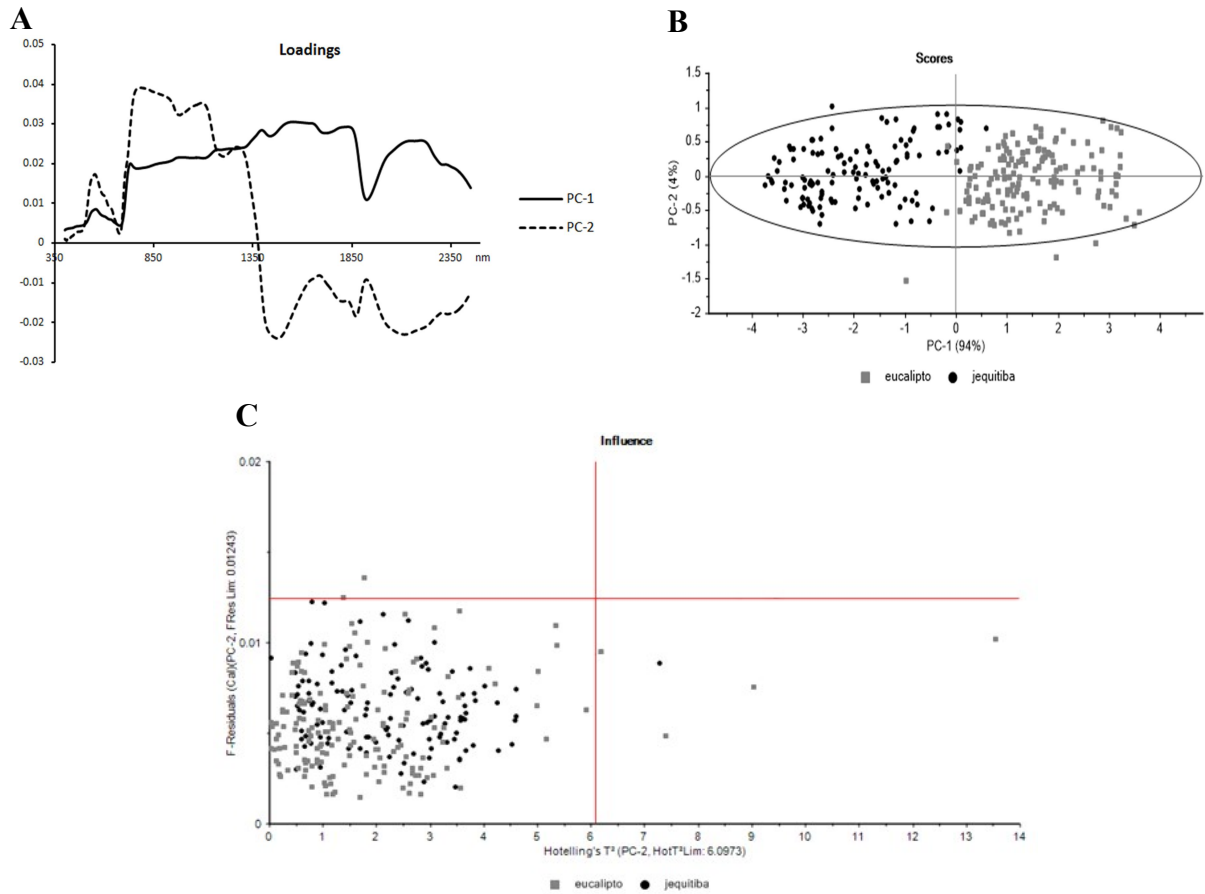 A
Loadings
0.05
0.04
0.03
0.02
0.01
0
-0.01
-0.02
-0.03
350 850 1350 1850 2350 nm
PC-1
PC-2
B
Scores
1.5
1
0.5
0
-0.5
-1
-1.5
-2
PC-2 (4%)
-4 -3 -2 -1 0 1 2 3 4
PC-1 (94%)
eucalipto jequitiba
C
Influence
0.02
0.01
0
F-Residuals (Cal)(PC-2, FRes Lim: 0.01243)
0 1 2 3 4 5 6 7 8 9 10 11 12 13 14
Hotelling's T² (PC-2, HotT²Lim: 6.0973)
eucalipto jequitiba